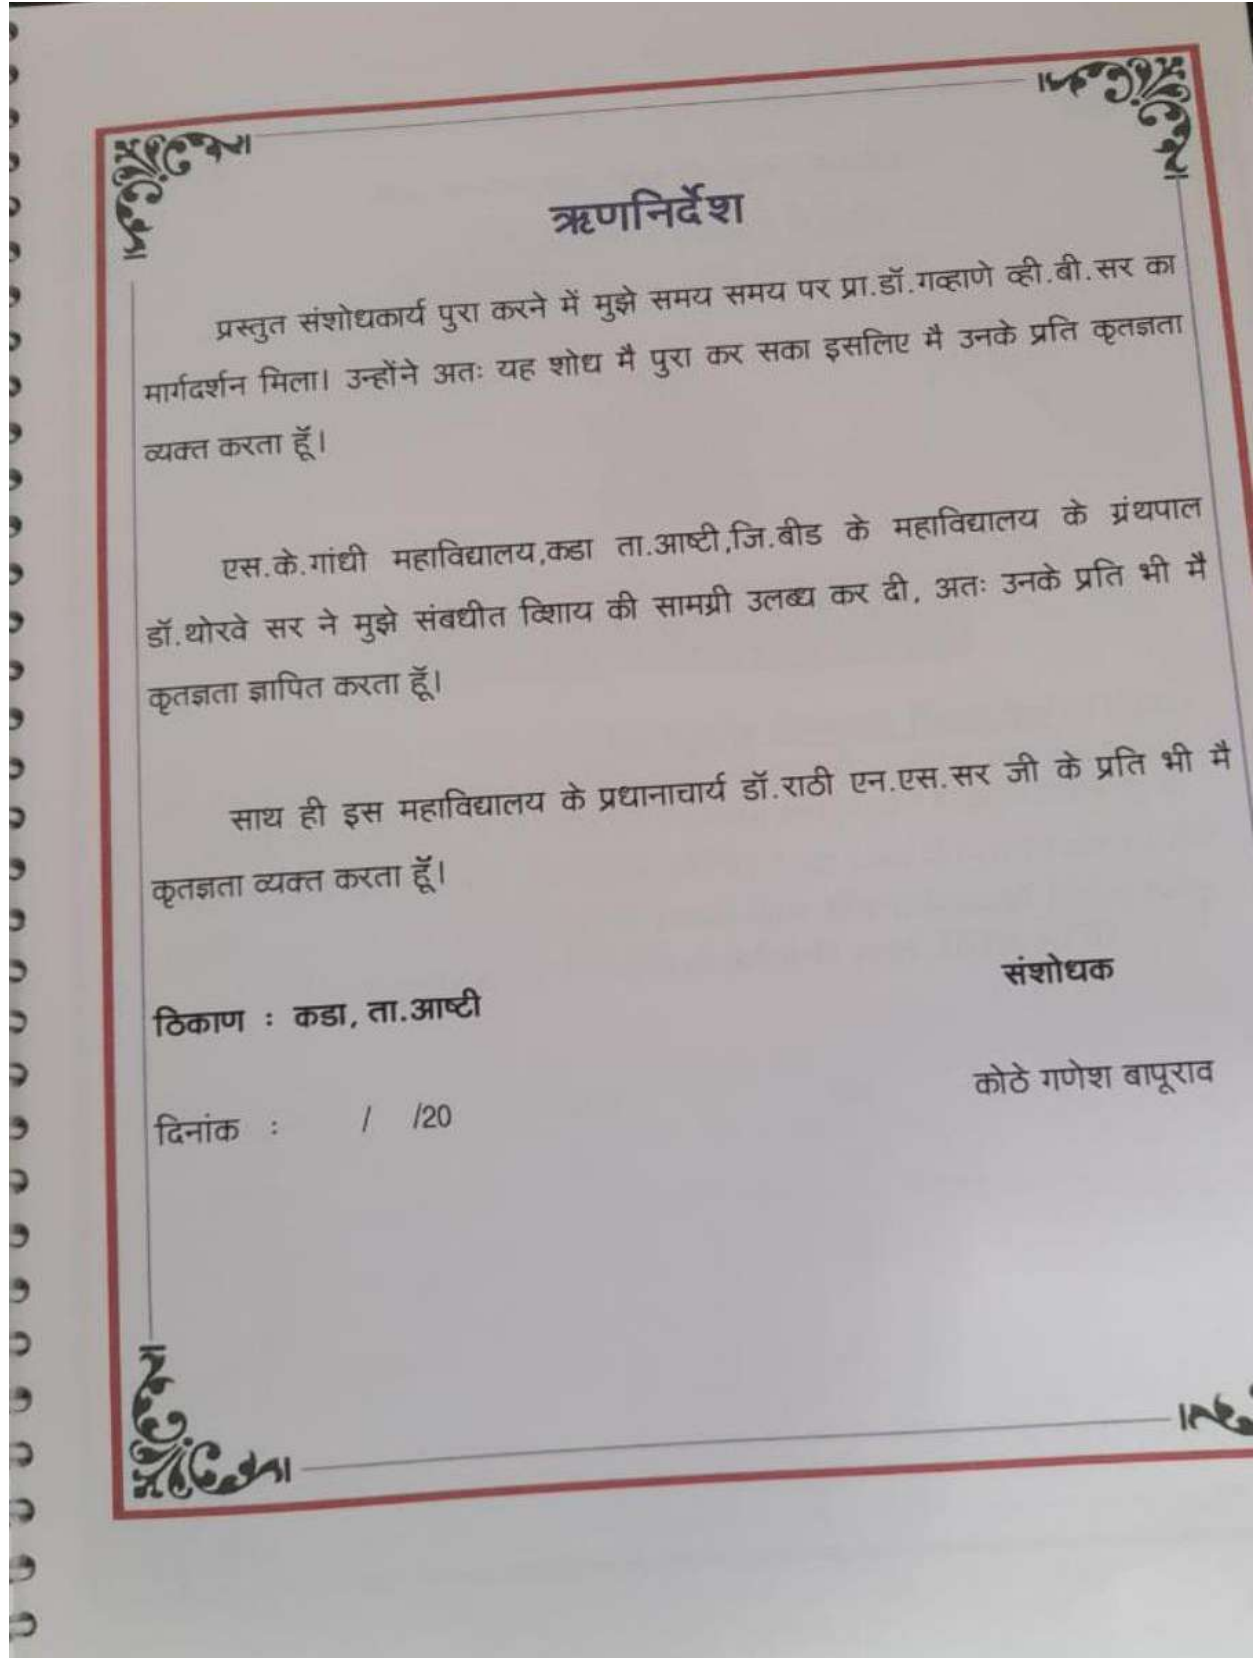 ऋणनिर्देश
प्रस्तुत संशोधकार्य पुरा करने में मुझे समय समय पर प्रा.डॉ.गव्हाणे व्ही.बी.सर का
मार्गदर्शन मिला। उन्होंने अतः यह शोध मै पुरा कर सका इसलिए मै उनके प्रति कृतज्ञता
व्यक्त करता हूॅं।
एस.के.गांधी महाविद्यालय,कडा ता.आष्टी,जि.बीड के महाविद्यालय के ग्रंथपाल
डॉ.थोरवे सर ने मुझे संबधीत विशाय की सामग्री उलब्ध कर दी, अतः उनके प्रति भी मै
कृतज्ञता ज्ञापित करता हूॅं।
साथ ही इस महाविद्यालय के प्रधानाचार्य डॉ.राठी एन.एस.सर जी के प्रति भी मै
कृतज्ञता व्यक्त करता हूॅं।
संशोधक
ठिकाण : कडा, ता.आष्टी
कोठे गणेश बापूराव
दिनांक : / /20